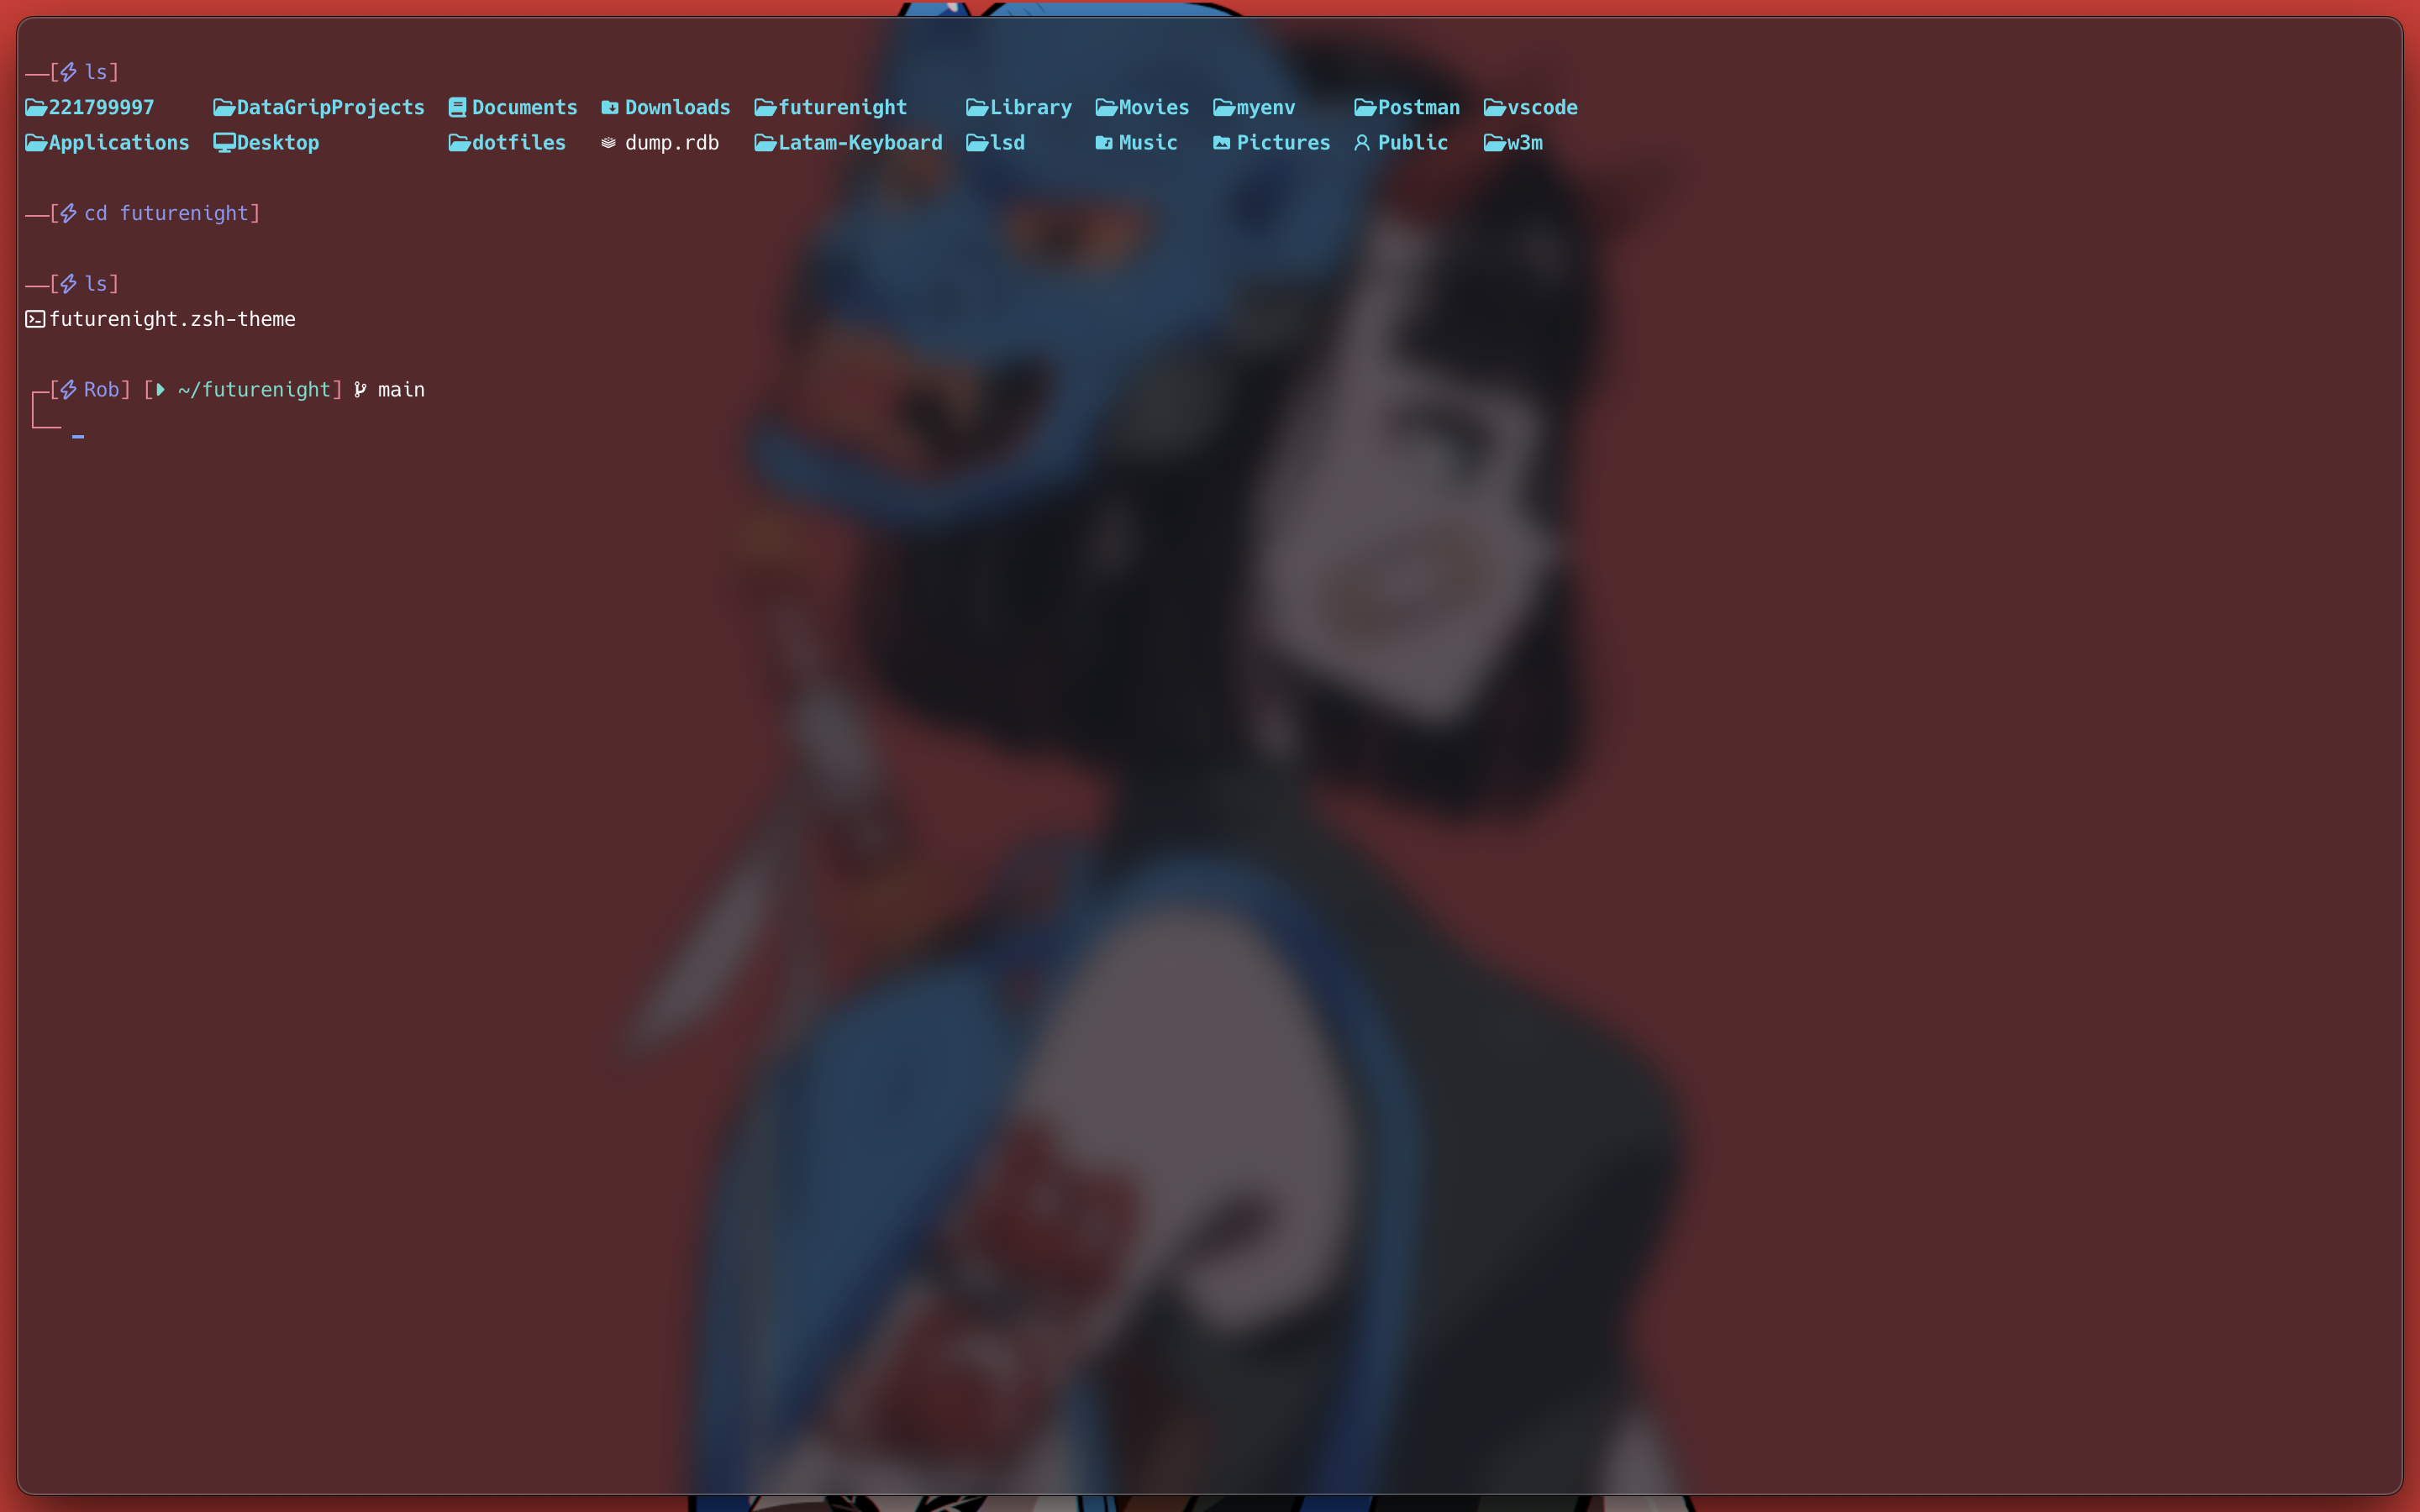 [ls]
221799997 DataGripProjects Documents Downloads futurenight Library Movies myenv Postman vscode
Applications Desktop dotfiles dump.rdb Latam-Keyboard lsd Music Pictures Public w3m
[cd futurenight]
[ls]
futurenight.zsh-theme
[Rob] [~/futurenight] main